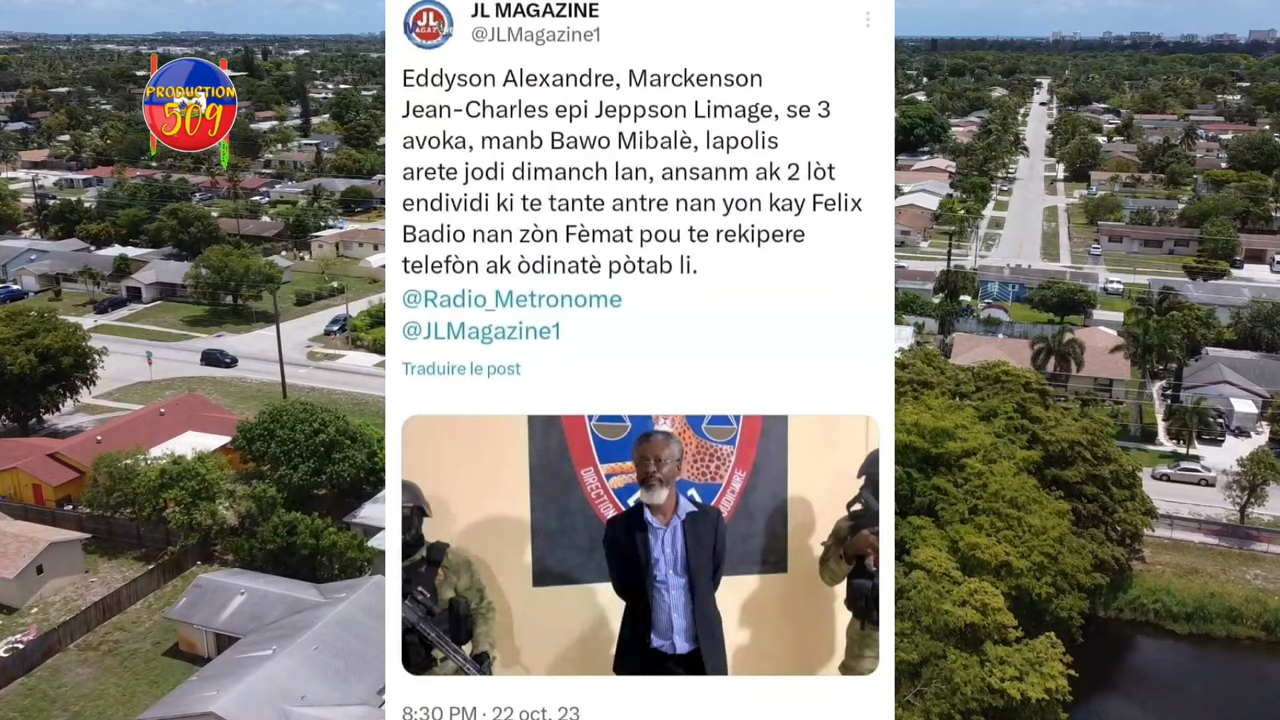 JL MAGAZINE
@JLMagazine1
Eddyson Alexandre, Marckenson
Jean-Charles epi Jeppson Limage, se 3
avoka, manb Bawo Mibalè, lapolis
arete jodi dimanch lan, ansanm ak 2 lòt
endividi ki te tante antre nan yon kay Felix
Badio nan zòn Fèmat pou te rekipere
telefòn ak òdinatè pòtab li.
@Radio_Metronome
@JLMagazine1
Traduire le post
DIRECTION
JUDICIAIRE
8:30 PM · 22 oct. 23
PRODUCTION
509
JL
MAGAZINE